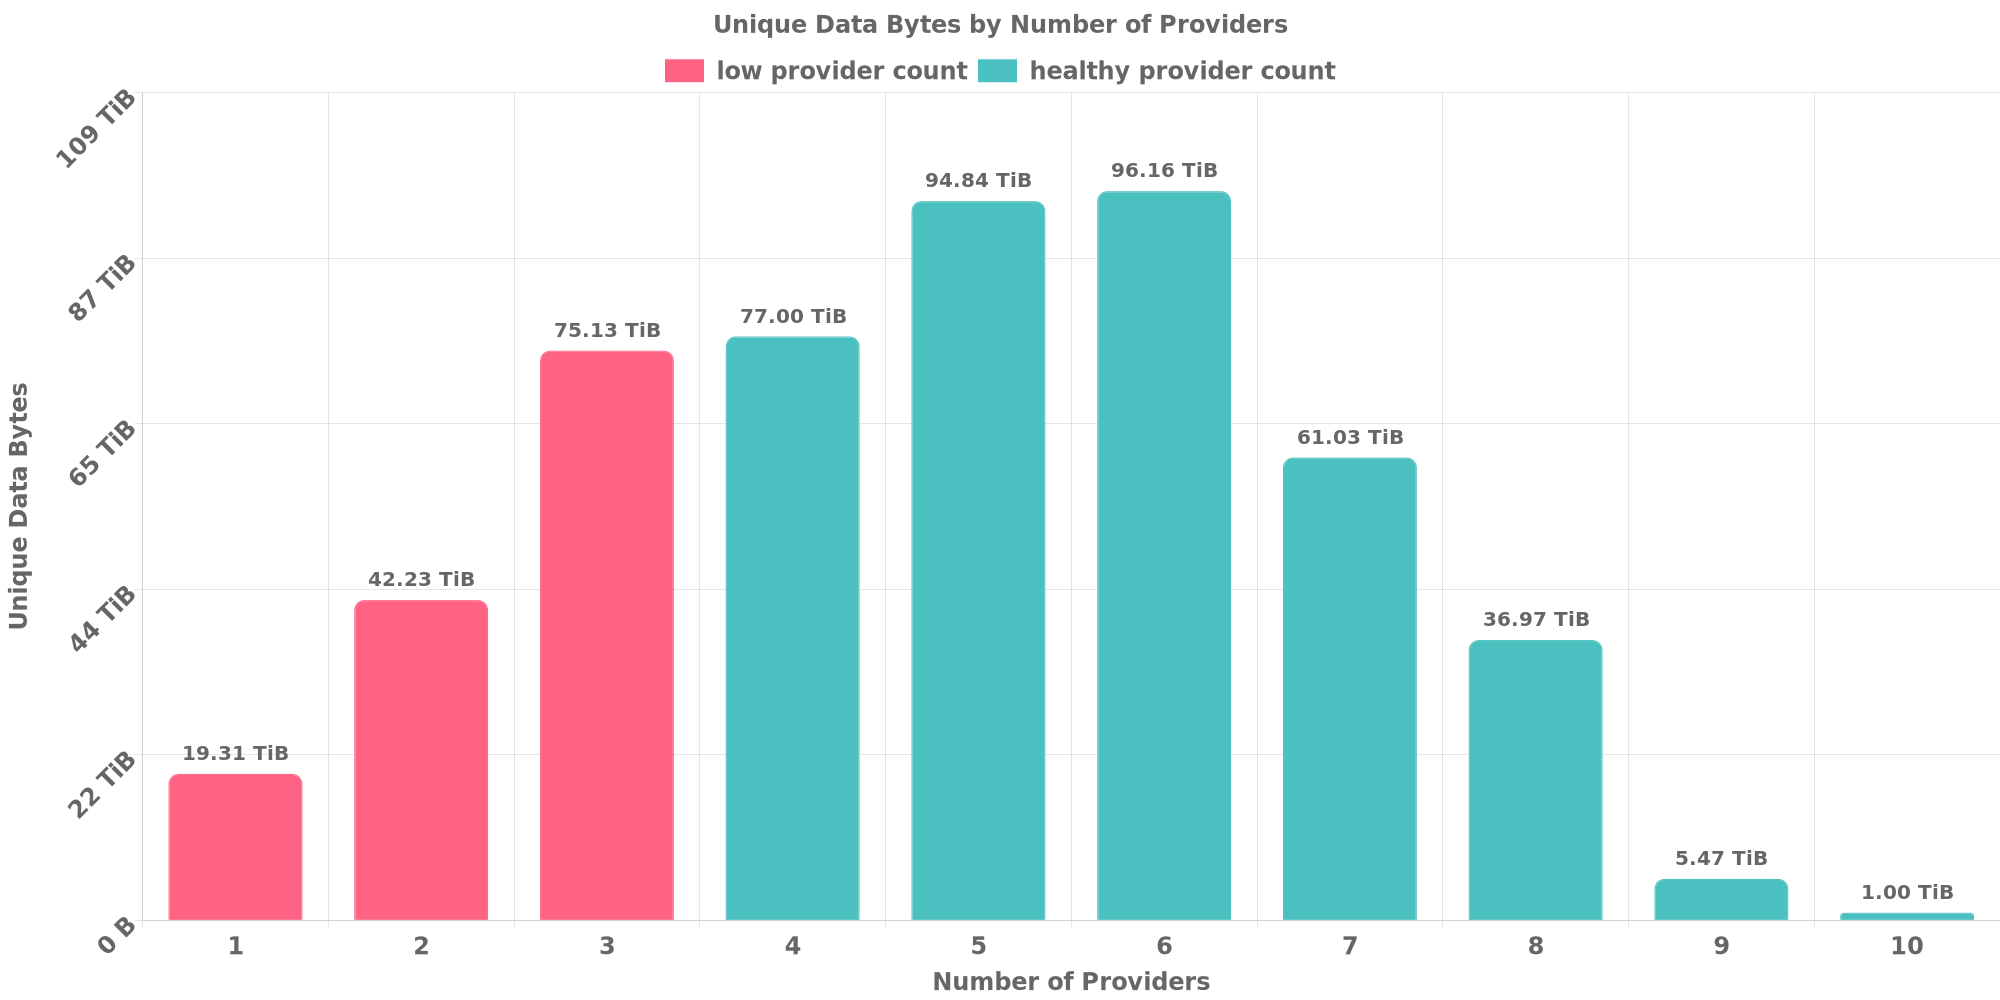 Unique Data Bytes by Number of Providers
low provider count healthy provider count
109 TiB
87 TiB
65 TiB
44 TiB
22 TiB
0 B
Unique Data Bytes
19.31 TiB
42.23 TiB
75.13 TiB
77.00 TiB
94.84 TiB
96.16 TiB
61.03 TiB
36.97 TiB
5.47 TiB
1.00 TiB
1 2 3 4 5 6 7 8 9 10
Number of Providers